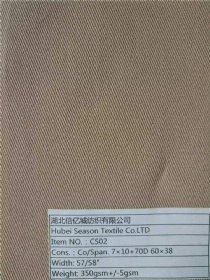 湖北信亿城纺织有限公司
Hubei Season Textile Co.LTD
Item NO. : CS02
Cons. : Co/Span. 7×10+70D 60×38
Width: 57/58"
Weight: 350gsm+/-5gsm